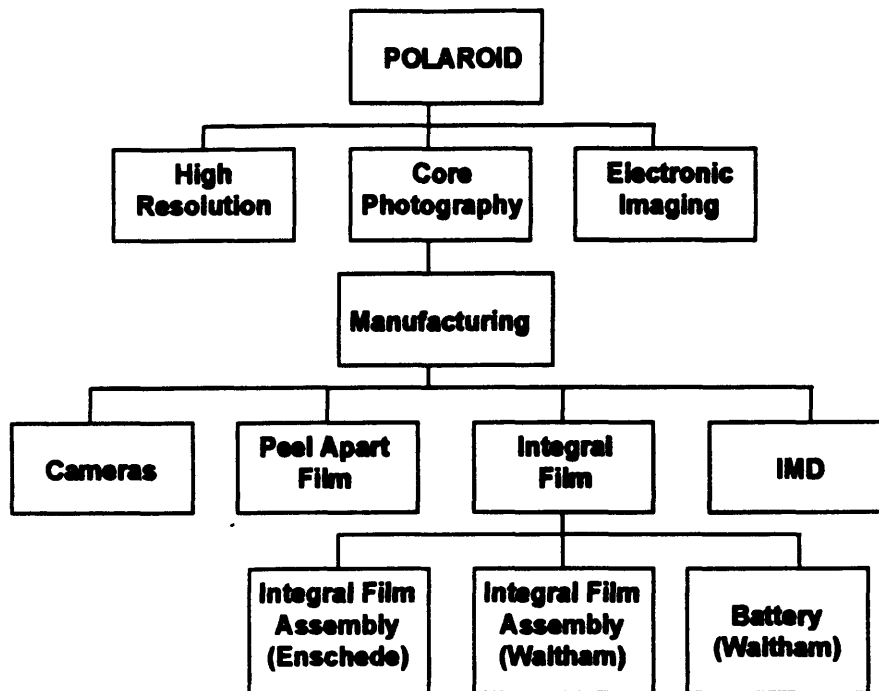 POLAROID
High
Resolution
Core
Photography
Electronic
Imaging
Manufacturing
Cameras
Peel Apart
Film
Integral
Film
IMD
Integral Film
Assembly
(Enschede)
Integral Film
Assembly
(Waltham)
Battery
(Waltham)